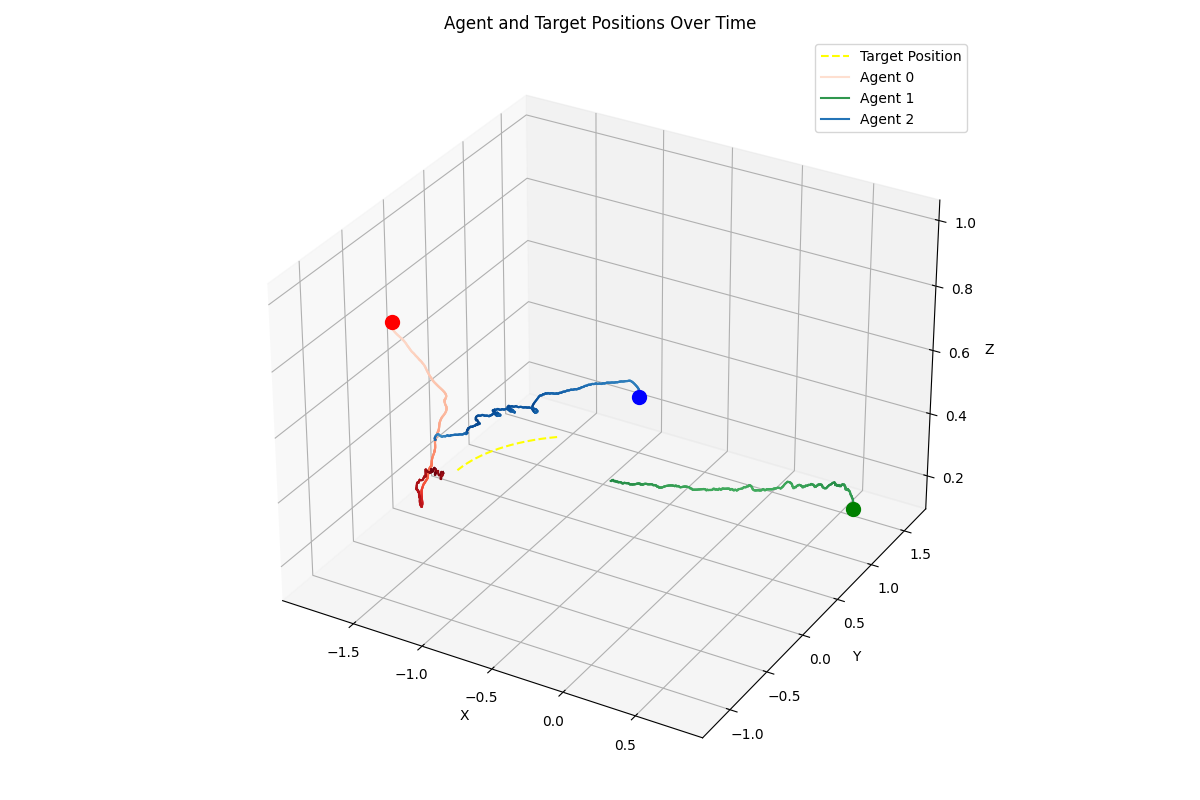 Agent and Target Positions Over Time
Target Position
Agent 0
Agent 1
Agent 2
1.0
0.8
Z
0.6
0.4
0.2
1.5
1.0
0.5
0.0
Y
−0.5
−1.0
−1.5
−1.0
−0.5
X
0.0
0.5